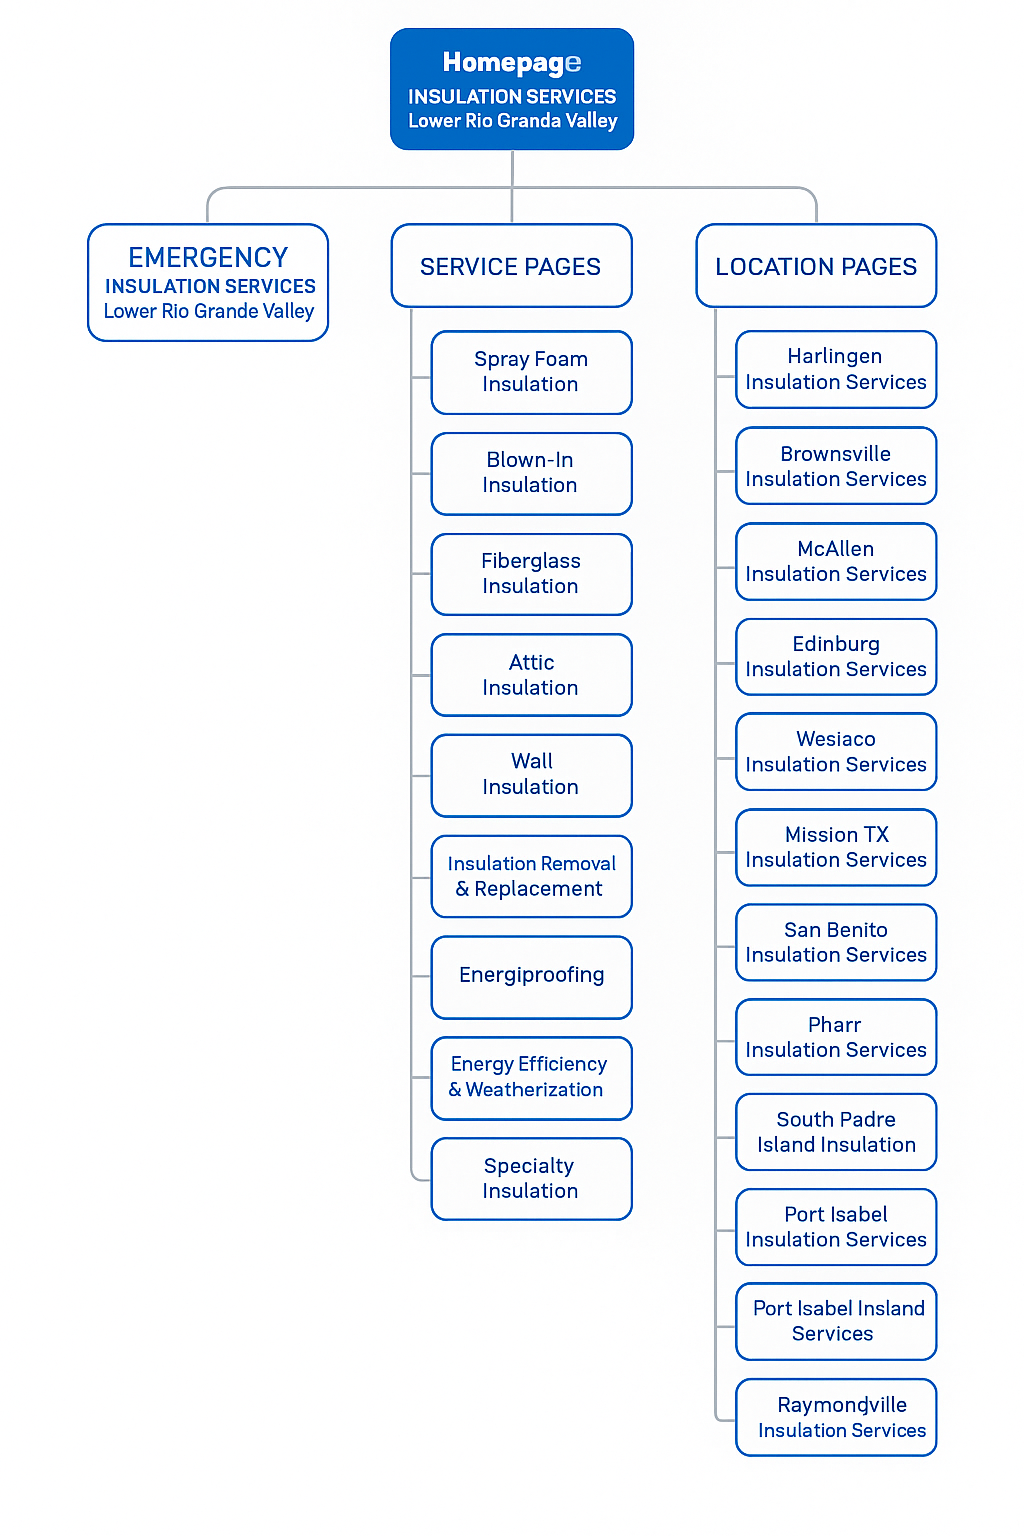 Homepage
INSULATION SERVICES
Lower Rio Granda Valley
EMERGENCY
INSULATION SERVICES
Lower Rio Grande Valley
SERVICE PAGES
Spray Foam
Insulation
Blown-In
Insulation
Fiberglass
Insulation
Attic
Insulation
Wall
Insulation
Insulation Removal
& Replacement
Energiproofing
Energy Efficiency
& Weatherization
Specialty
Insulation
LOCATION PAGES
Harlingen
Insulation Services
Brownsville
Insulation Services
McAllen
Insulation Services
Edinburg
Insulation Services
Wesiaco
Insulation Services
Mission TX
Insulation Services
San Benito
Insulation Services
Pharr
Insulation Services
South Padre
Island Insulation
Port Isabel
Insulation Services
Port Isabel Insland
Services
Raymondville
Insulation Services